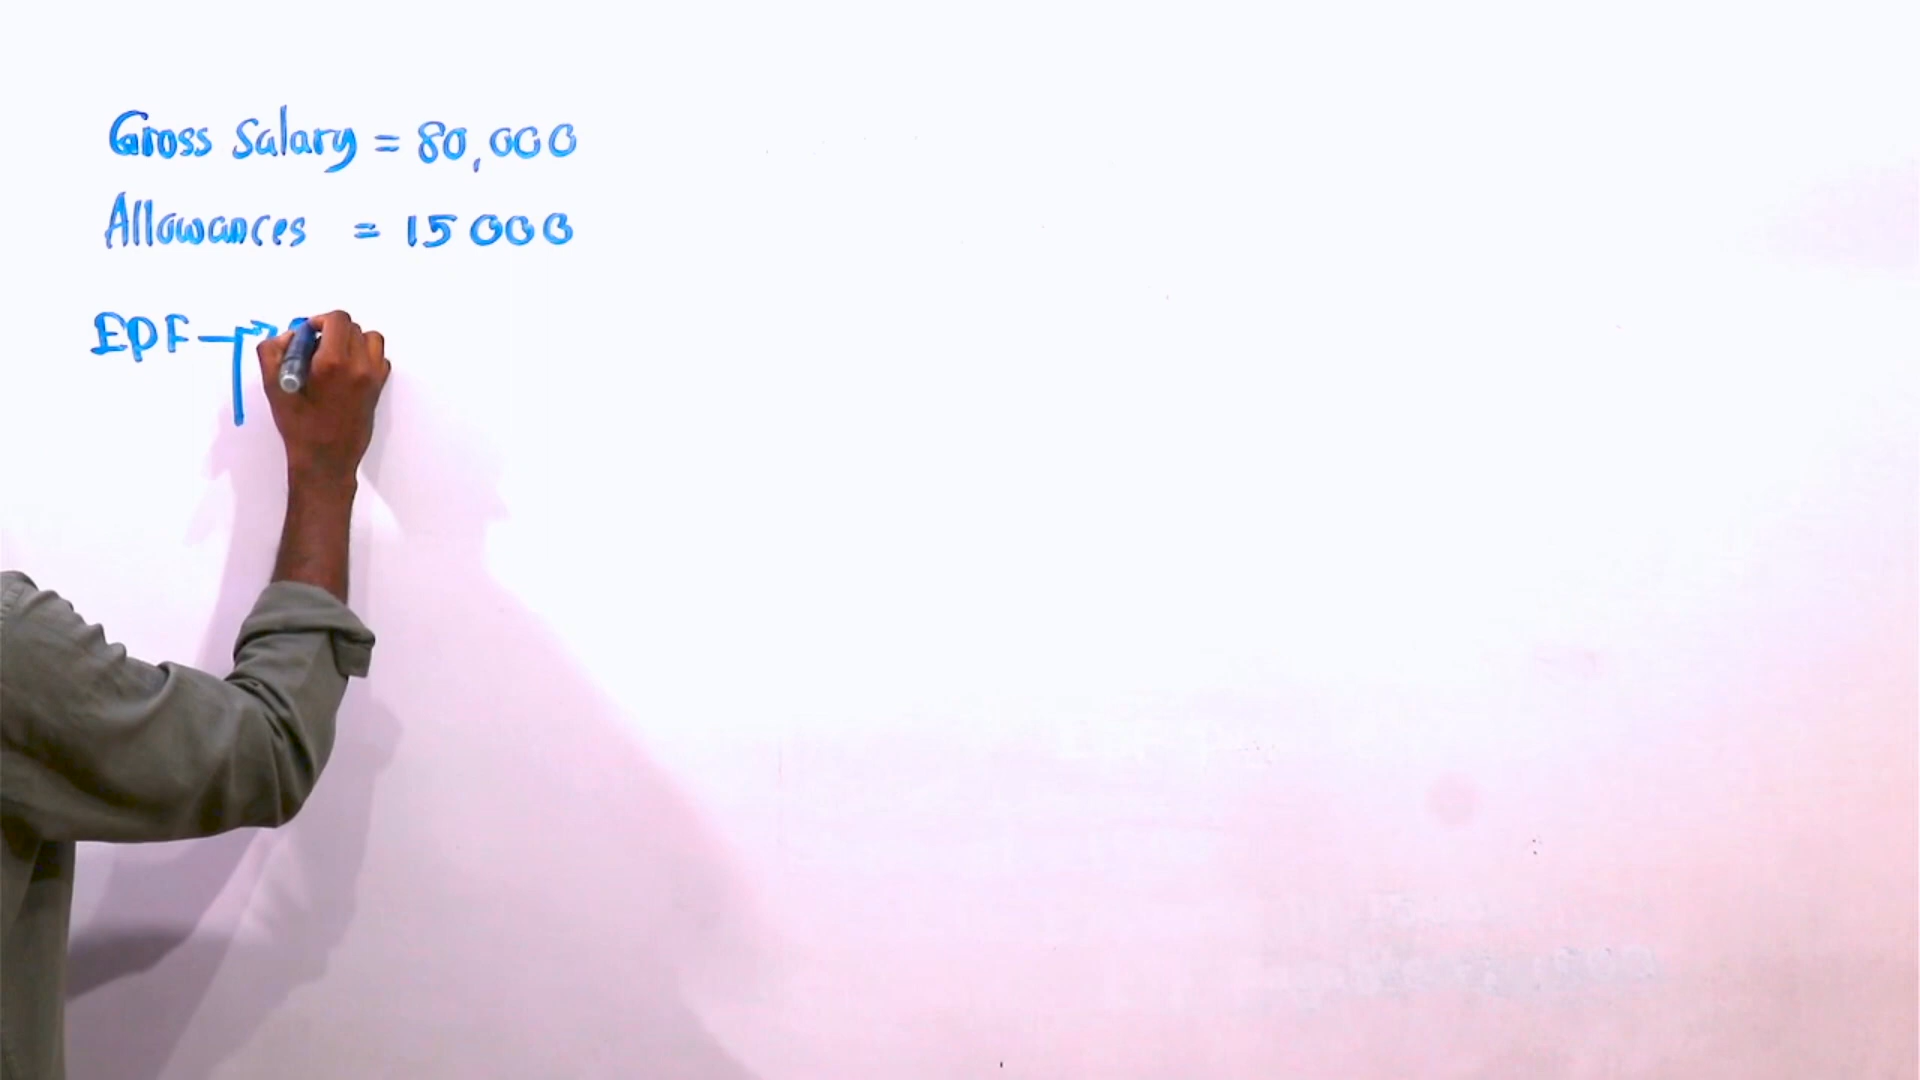 Gross Salary = 80,000
Allowances = 15 000
EPF